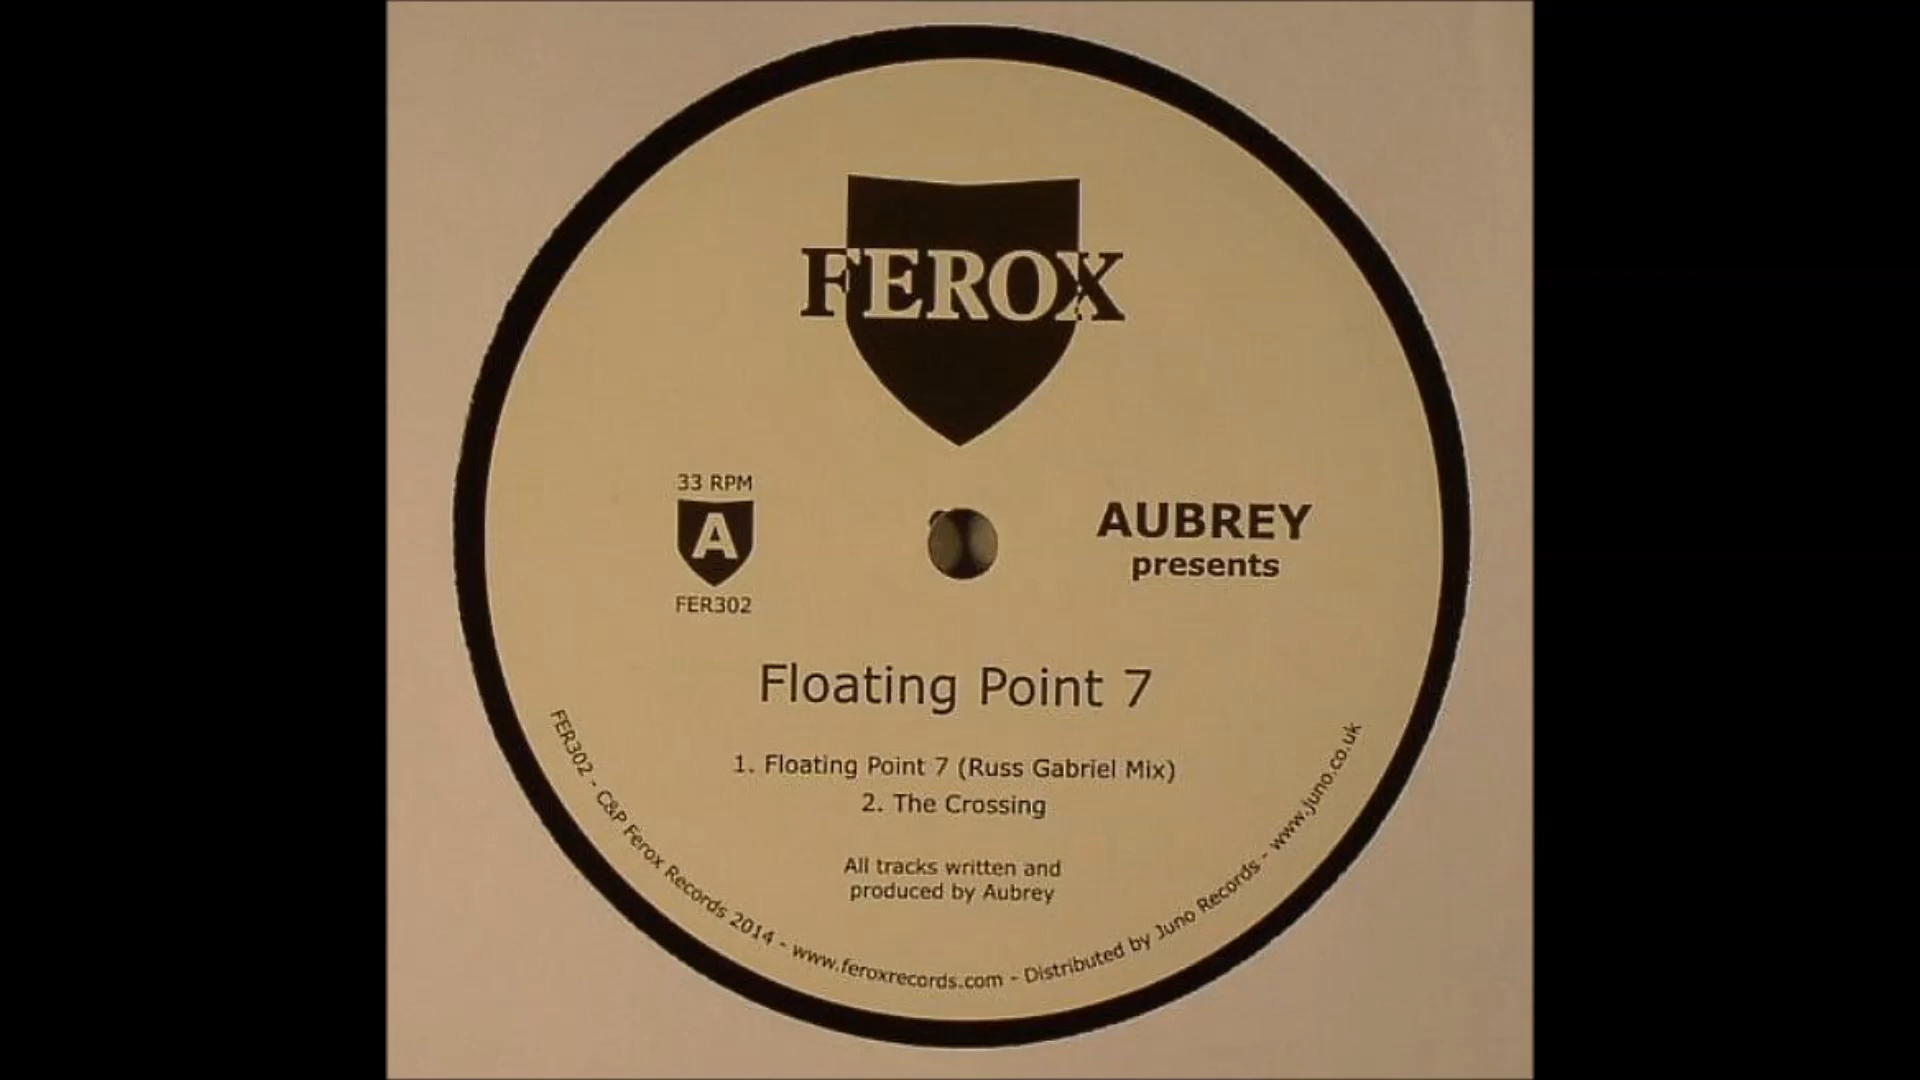 FEROX
33 RPM
A
FER302
AUBREY
presents
Floating Point 7
1. Floating Point 7 (Russ Gabriel Mix)
2. The Crossing
All tracks written and
produced by Aubrey
FER302 - C&P Ferox Records 2014 - www.feroxrecords.com - Distributed by Juno Records - www.juno.co.uk